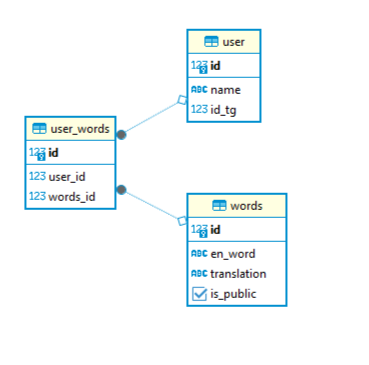 user
123 id
ABC name
123 id_tg
user_words
123 id
123 user_id
123 words_id
words
123 id
ABC en_word
ABC translation
is_public